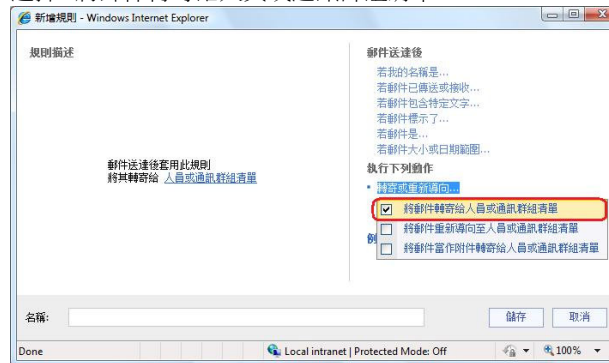 新增規則 - Windows Internet Explorer
規則描述
郵件送達後套用此規則
將其轉寄給 人員或通訊群組清單
郵件送達後
若我的名稱是...
若郵件已傳送或接收...
若郵件包含特定文字...
若郵件標示了...
若郵件是...
若郵件大小或日期範圍...
執行下列動作
轉寄或重新導向...
將郵件轉寄給人員或通訊群組清單
將郵件重新導向至人員或通訊群組清單
例
將郵件當作附件轉寄給人員或通訊群組清單
名稱:
儲存
取消
Done
Local intranet | Protected Mode: Off
100%